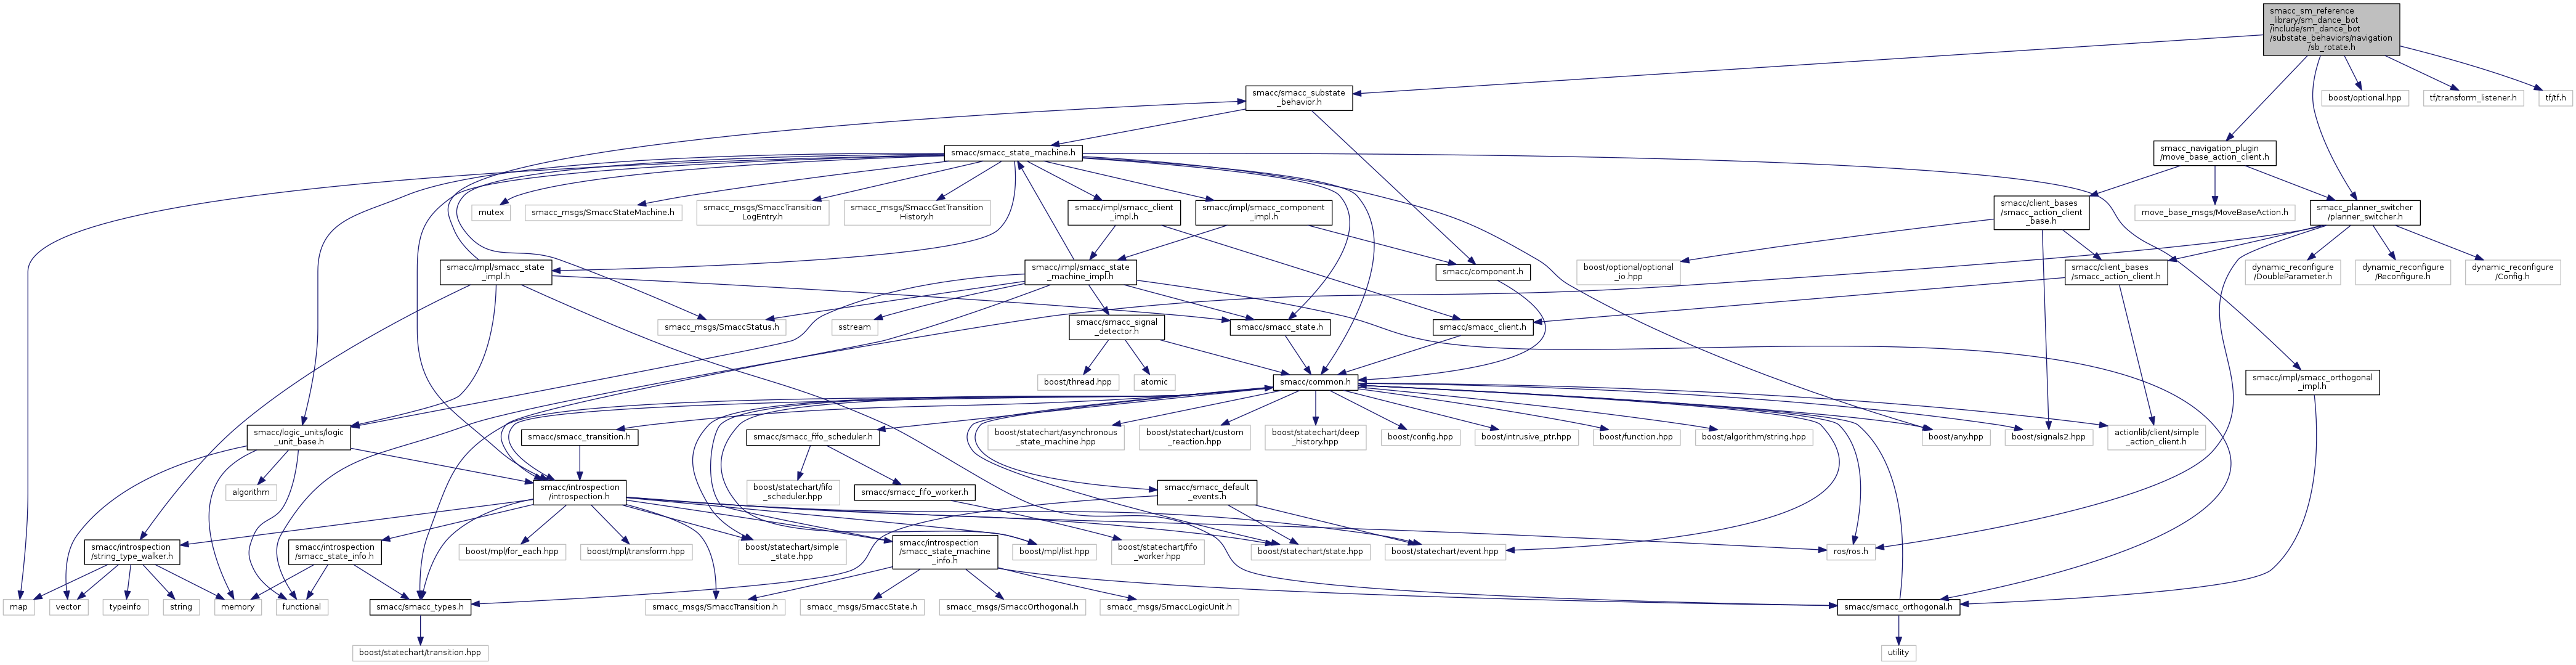 smacc_sm_reference
_library/sm_dance_bot
/include/sm_dance_bot
/substate_behaviors/navigation
/sb_rotate.h
smacc/smacc_substate
_behavior.h
boost/optional.hpp
tf/transform_listener.h
tf/tf.h
smacc/smacc_state_machine.h
smacc_navigation_plugin
/move_base_action_client.h
mutex
smacc_msgs/SmaccStateMachine.h
smacc_msgs/SmaccTransition
LogEntry.h
smacc_msgs/SmaccGetTransition
History.h
smacc/impl/smacc_client
_impl.h
smacc/impl/smacc_component
_impl.h
smacc/client_bases
/smacc_action_client
_base.h
move_base_msgs/MoveBaseAction.h
smacc_planner_switcher
/planner_switcher.h
smacc/impl/smacc_state
_impl.h
smacc/impl/smacc_state
_machine_impl.h
smacc/component.h
boost/optional/optional
_io.hpp
smacc/client_bases
/smacc_action_client.h
dynamic_reconfigure
/DoubleParameter.h
dynamic_reconfigure
/Reconfigure.h
dynamic_reconfigure
/Config.h
smacc_msgs/SmaccStatus.h
sstream
smacc/smacc_signal
_detector.h
smacc/smacc_state.h
smacc/smacc_client.h
boost/thread.hpp
atomic
smacc/common.h
smacc/impl/smacc_orthogonal
_impl.h
smacc/logic_units/logic
_unit_base.h
smacc/smacc_transition.h
smacc/smacc_fifo_scheduler.h
boost/statechart/asynchronous
_state_machine.hpp
boost/statechart/custom
_reaction.hpp
boost/statechart/deep
_history.hpp
boost/config.hpp
boost/intrusive_ptr.hpp
boost/function.hpp
boost/algorithm/string.hpp
boost/any.hpp
boost/signals2.hpp
actionlib/client/simple
_action_client.h
algorithm
smacc/introspection
/introspection.h
boost/statechart/fifo
_scheduler.hpp
smacc/smacc_fifo_worker.h
smacc/smacc_default
_events.h
smacc/introspection
/string_type_walker.h
smacc/introspection
/smacc_state_info.h
boost/mpl/for_each.hpp
boost/mpl/transform.hpp
boost/statechart/simple
_state.hpp
smacc/introspection
/smacc_state_machine
_info.h
boost/mpl/list.hpp
boost/statechart/fifo
_worker.hpp
boost/statechart/state.hpp
boost/statechart/event.hpp
ros/ros.h
map
vector
typeinfo
string
memory
functional
smacc/smacc_types.h
smacc_msgs/SmaccTransition.h
smacc_msgs/SmaccState.h
smacc_msgs/SmaccOrthogonal.h
smacc_msgs/SmaccLogicUnit.h
smacc/smacc_orthogonal.h
boost/statechart/transition.hpp
utility